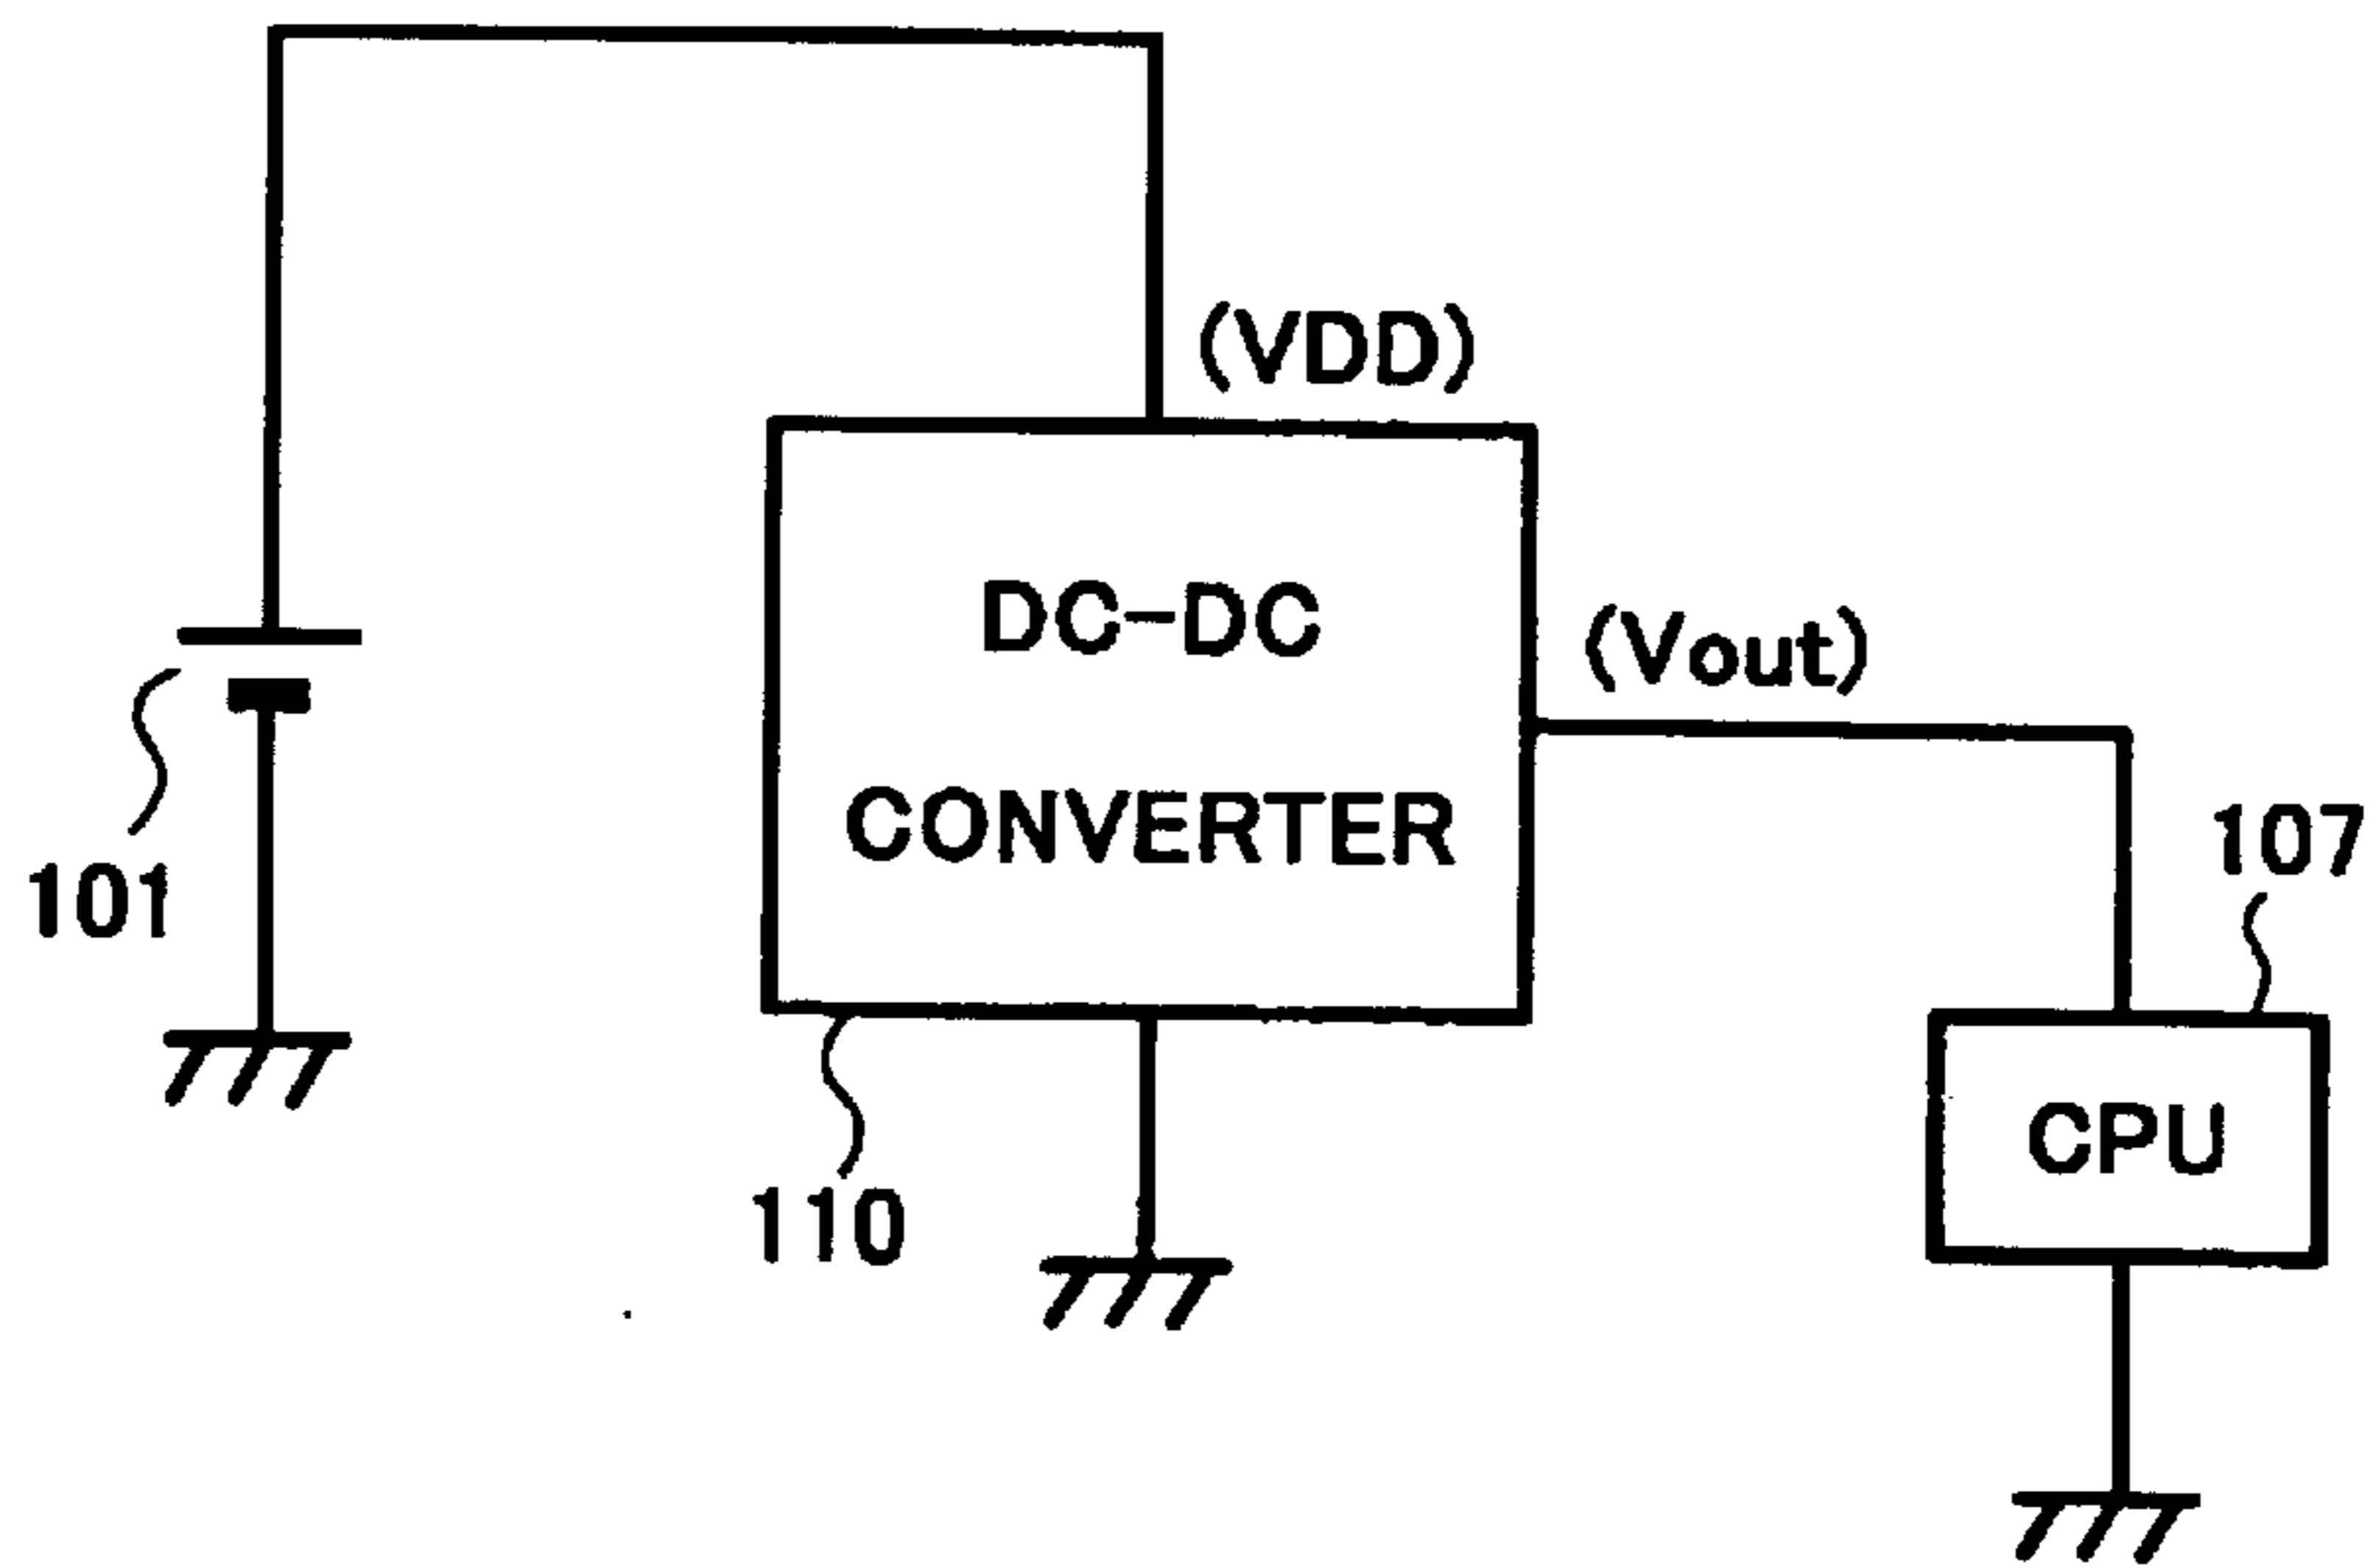 (VDD)
DC-DC
CONVERTER
(Vout)
101
107
110
CPU